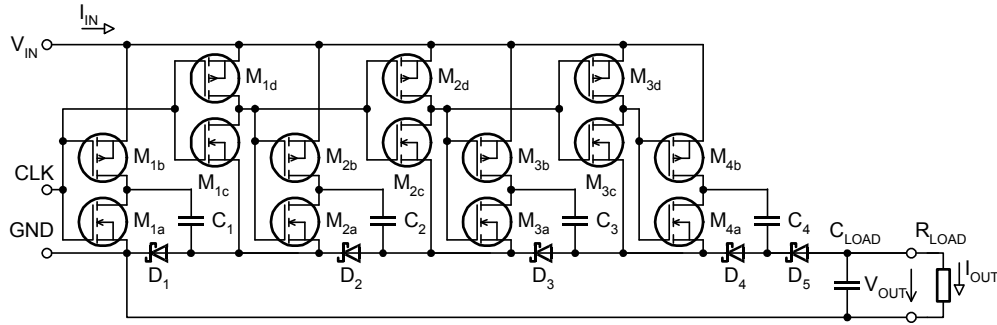 I_IN
V_IN
M_1d M_2d M_3d
M_1b M_2b M_3b M_4b
CLK M_1c M_2c M_3c
GND M_1a C_1 M_2a C_2 M_3a C_3 M_4a C_4 C_LOAD R_LOAD
D_1 D_2 D_3 D_4 D_5 V_OUT I_OUT